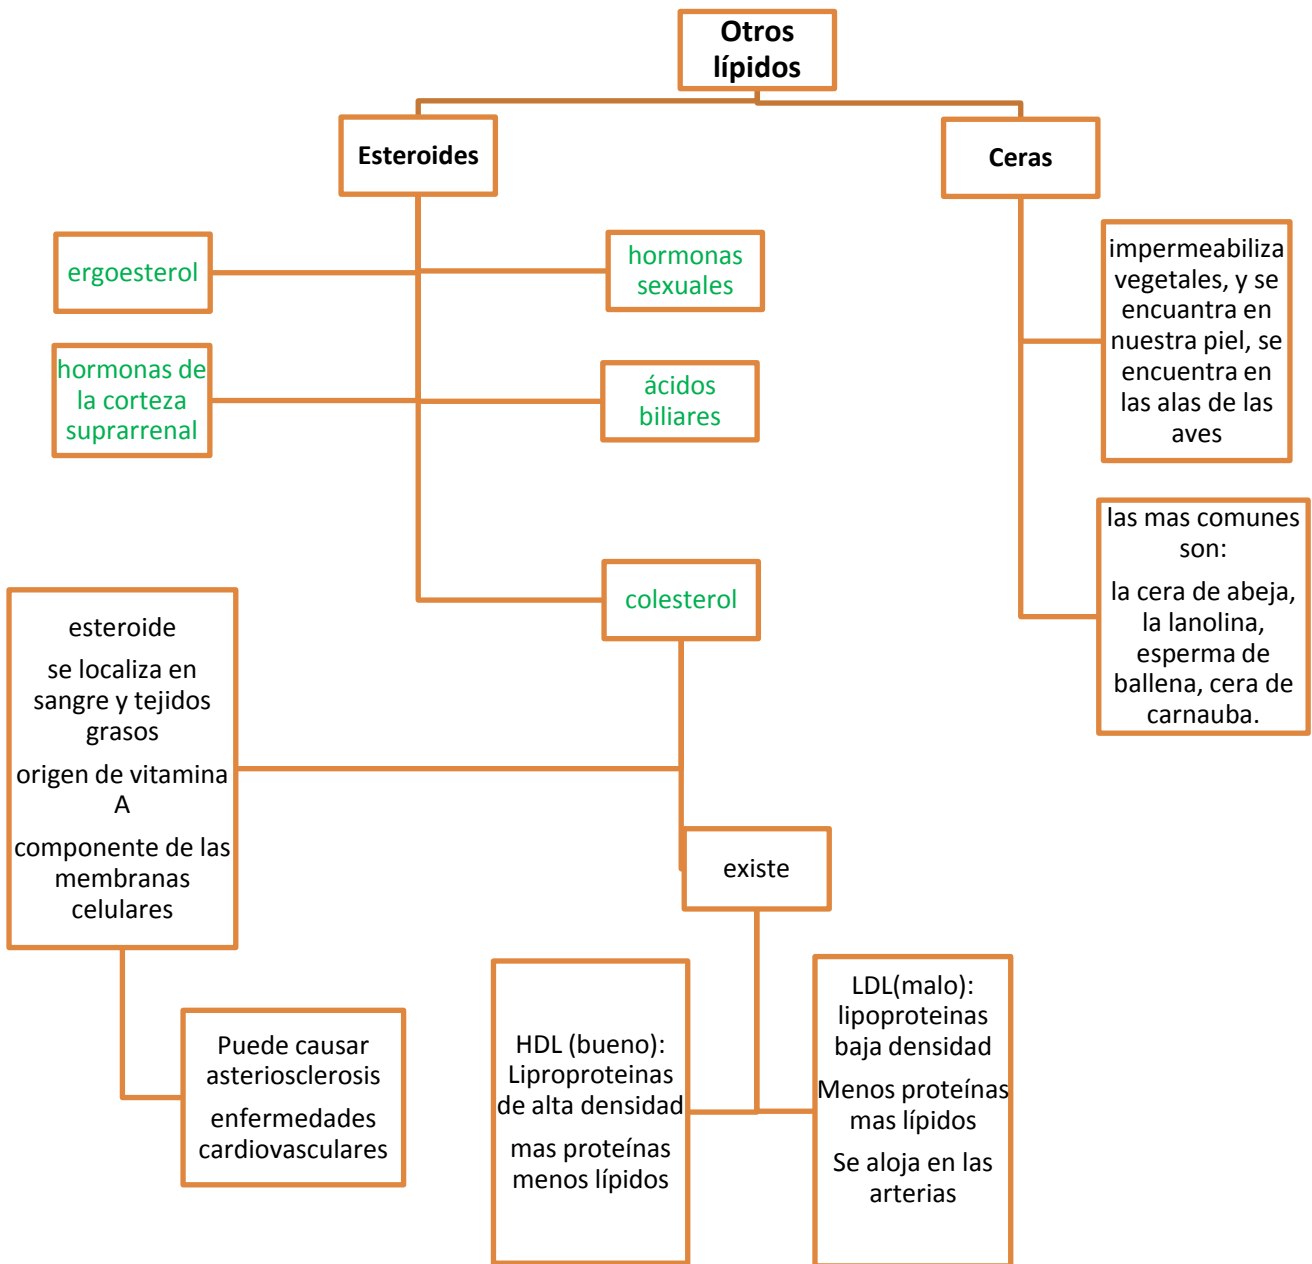 Otros
lípidos
Esteroides
Ceras
ergoesterol
hormonas
sexuales
hormonas de
la corteza
suprarrenal
ácidos
biliares
colesterol
impermeabiliza
vegetales, y se
encuantra en
nuestra piel, se
encuentra en
las alas de las
aves
las mas comunes
son:
la cera de abeja,
la lanolina,
esperma de
ballena, cera de
carnauba.
esteroide
se localiza en
sangre y tejidos
grasos
origen de vitamina
A
componente de las
membranas
celulares
Puede causar
asteriosclerosis
enfermedades
cardiovasculares
existe
HDL (bueno):
Liproproteinas
de alta densidad
mas proteínas
menos lípidos
LDL(malo):
lipoproteinas
baja densidad
Menos proteínas
mas lípidos
Se aloja en las
arterias